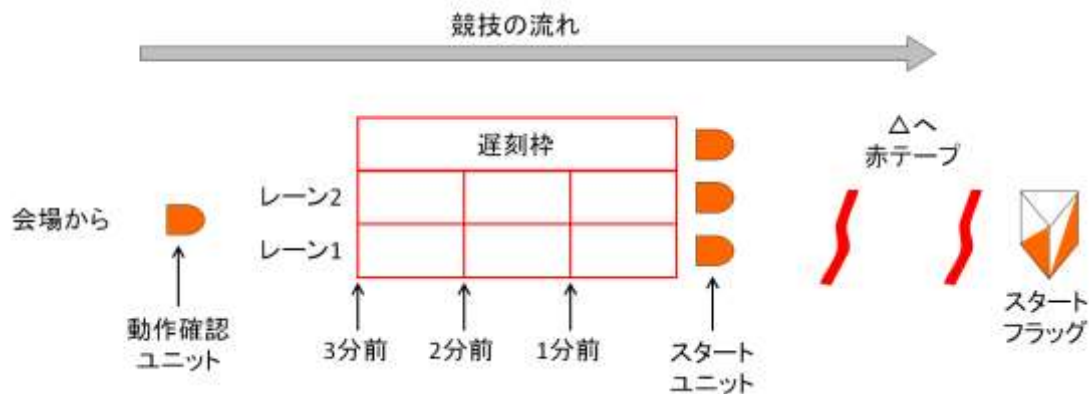 競技の流れ
遅刻枠
△へ
赤テープ
レーン2
会場から
レーン1
スタート
フラッグ
動作確認
ユニット
3分前
2分前
1分前
スタート
ユニット